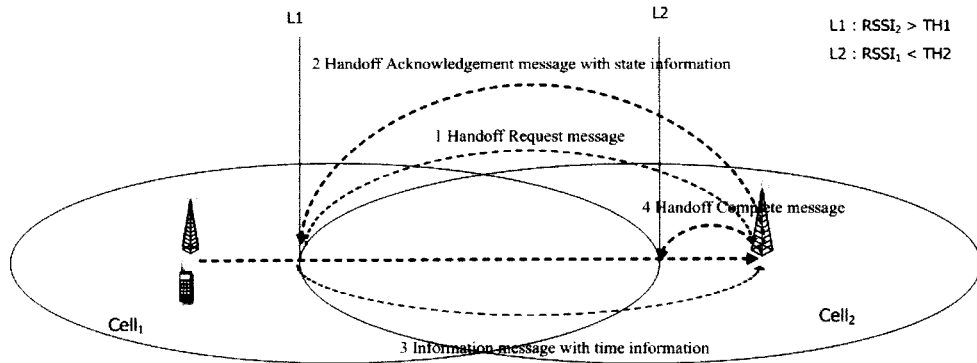 L1
L2
L1 : RSSI₂ > TH1
L2 : RSSI₁ < TH2
2 Handoff Acknowledgement message with state information
1 Handoff Request message
4 Handoff Complete message
Cell₁
Cell₂
3 Information message with time information